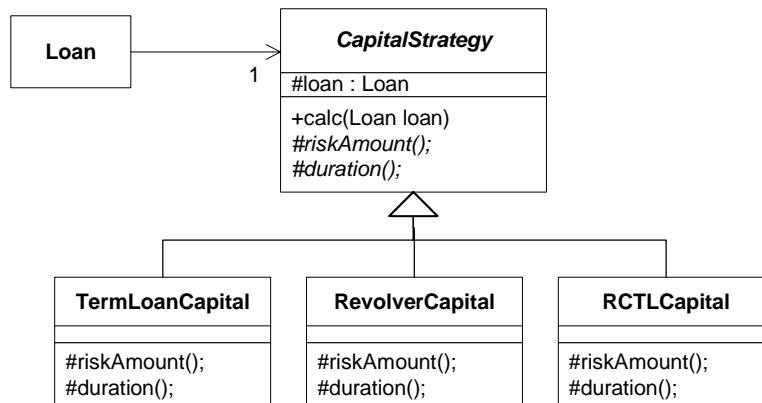 Loan
1
CapitalStrategy
#loan : Loan
+calc(Loan loan)
#riskAmount();
#duration();
TermLoanCapital
#riskAmount();
#duration();
RevolverCapital
#riskAmount();
#duration();
RCTLCapital
#riskAmount();
#duration();